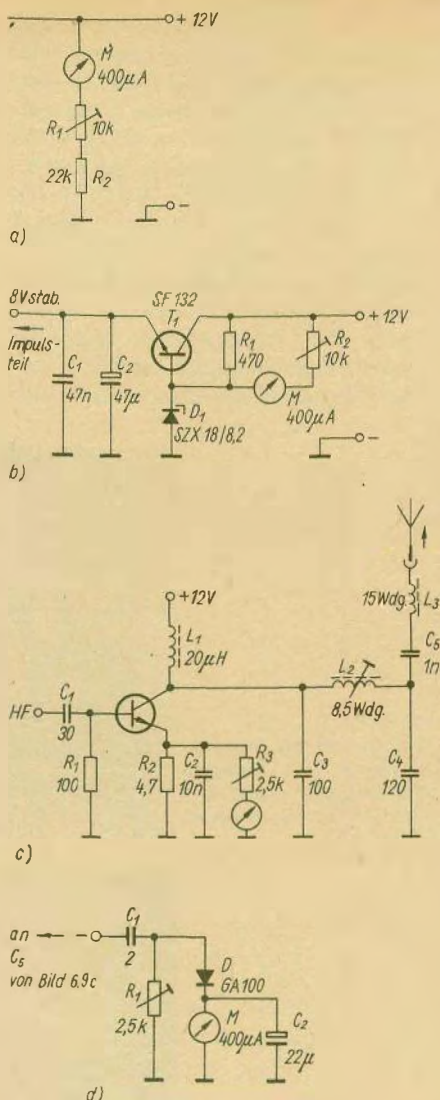 + 12V
M
400µA
R₁ 10k
22k R₂
-
a)
8V stab.
SF 132
T₁
+ 12V
Impuls-
teil
C₁
47n
C₂
47µ
R₁
470
R₂
10k
M
400µA
D₁
SZX 18/8,2
-
b)
+12V
L₁
20µH
15Wdg. L₃
C₅
1n
L₂
8,5Wdg.
HF
C₁
30
R₁
100
R₂
4,7
C₂
10n
R₃
2,5k
C₃
100
C₄
120
c)
an
C₅
von Bild 6.9c
C₁
2
D
GA100
R₁
2,5k
M
400µA
C₂
22µ
d)